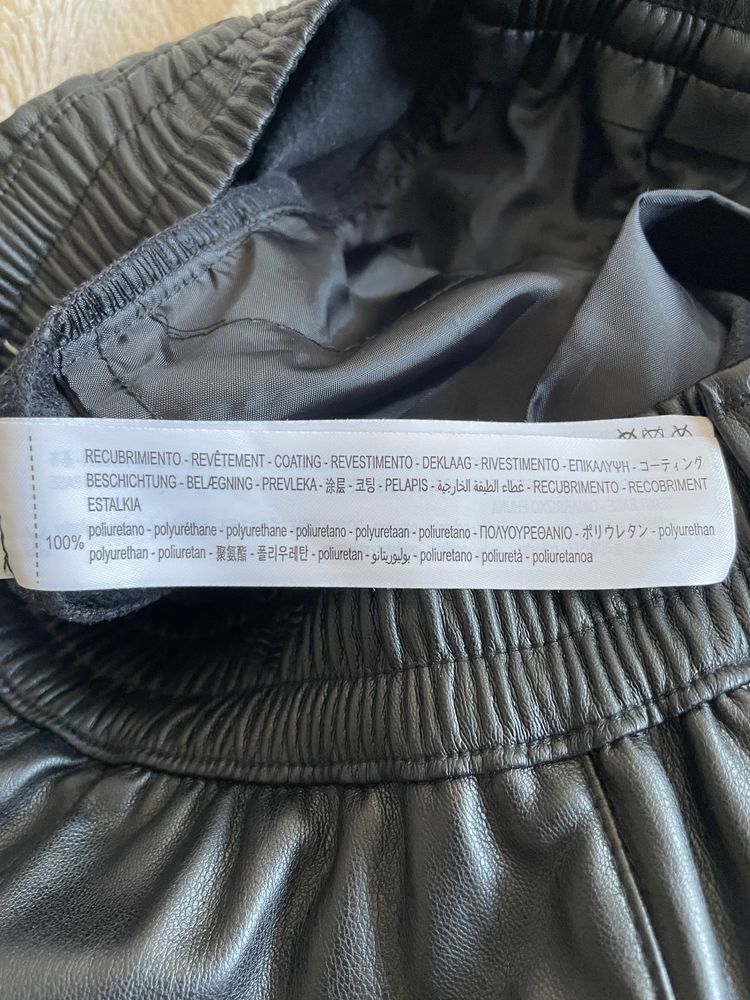 RECUBRIMIENTO - REVÊTEMENT - COATING - REVESTIMENTO - DEKLAAG - RIVESTIMENTO - ΕΠΙΚΑΛΥΨΗ - コーティング
BESCHICHTUNG - BELÆGNING - PREVLEKA - 涂层 - 코팅 - PELAPIS - غطاء الطبقة الخارجية - RECUBRIMENTO - RECOBRIMENT
ESTALKIA
100% poliuretano - polyuréthane - polyurethane - poliuretano - polyuretaan - poliuretano - ΠΟΛΥΟΥΡΕΘΑΝΙΟ - ポリウレタン - polyurethan
polyurethan - poliuretan - 聚氨酯 - 폴리우레탄 - poliuretan - بوليوريتانو - poliuretano - poliuretà - poliuretanoa